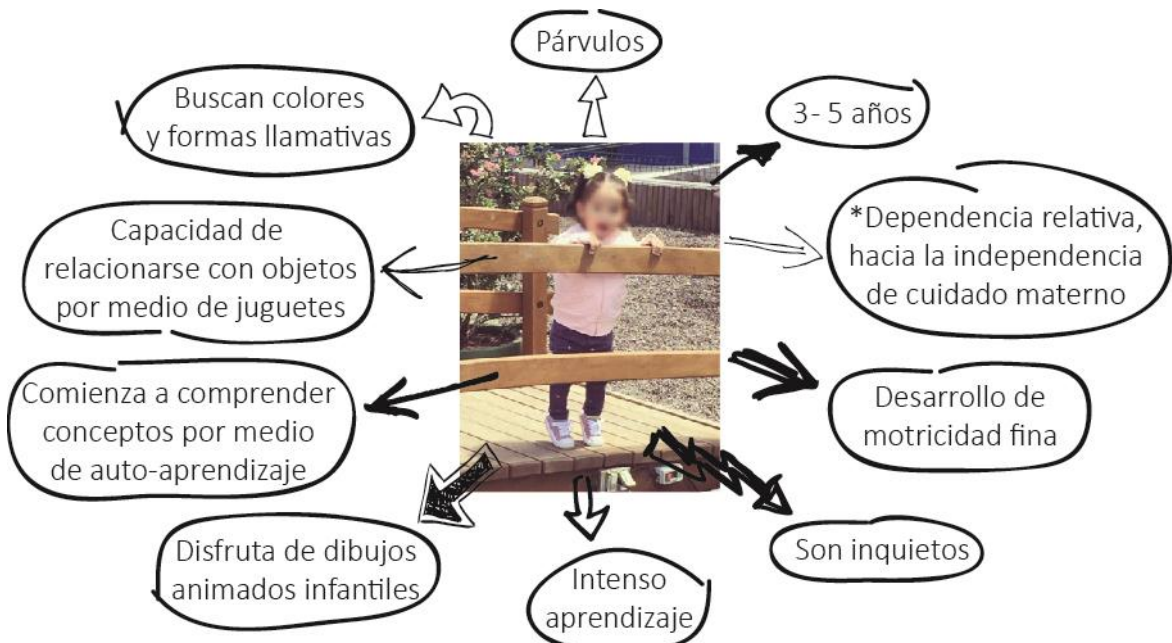 Párvulos
Buscan colores
y formas llamativas
3- 5 años
Capacidad de
relacionarse con objetos
por medio de juguetes
*Dependencia relativa,
hacia la independencia
de cuidado materno
Comienza a comprender
conceptos por medio
de auto-aprendizaje
Desarrollo de
motricidad fina
Disfruta de dibujos
animados infantiles
Intenso
aprendizaje
Son inquietos